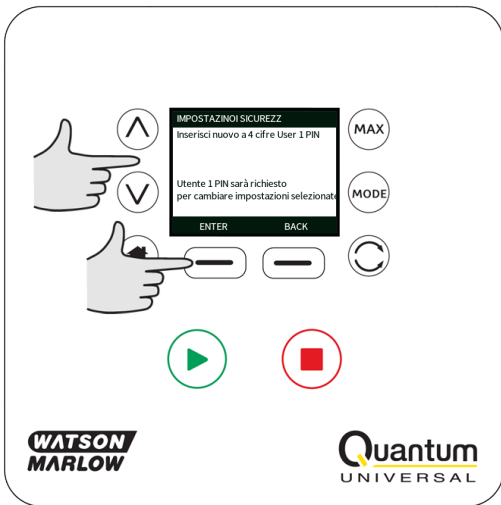 IMPOSTAZINOI SICUREZZ
Inserisci nuovo a 4 cifre User 1 PIN
Utente 1 PIN sarà richiesto
per cambiare impostazioni selezionate
ENTER BACK
MAX
MODE
WATSON
MARLOW
Quantum
UNIVERSAL